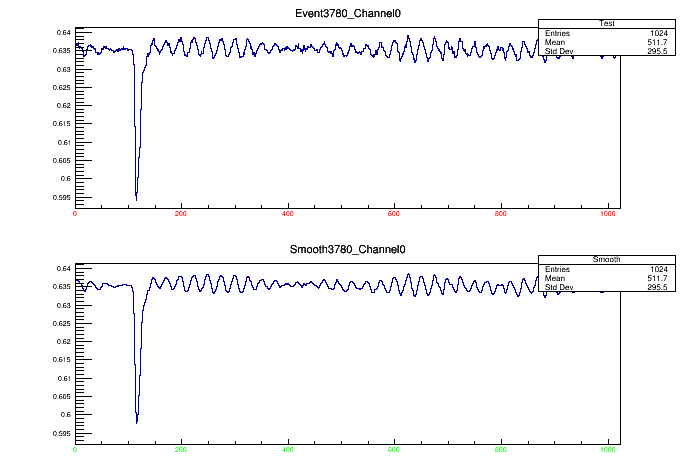 Event3780_Channel0
Test
Entries 1024
Mean 511.7
Std Dev 295.5
0.64
0.635
0.63
0.625
0.62
0.615
0.61
0.605
0.6
0.595
0 200 400 600 800 1000
Smooth3780_Channel0
Smooth
Entries 1024
Mean 511.7
Std Dev 295.5
0.64
0.635
0.63
0.625
0.62
0.615
0.61
0.605
0.6
0.595
0 200 400 600 800 1000